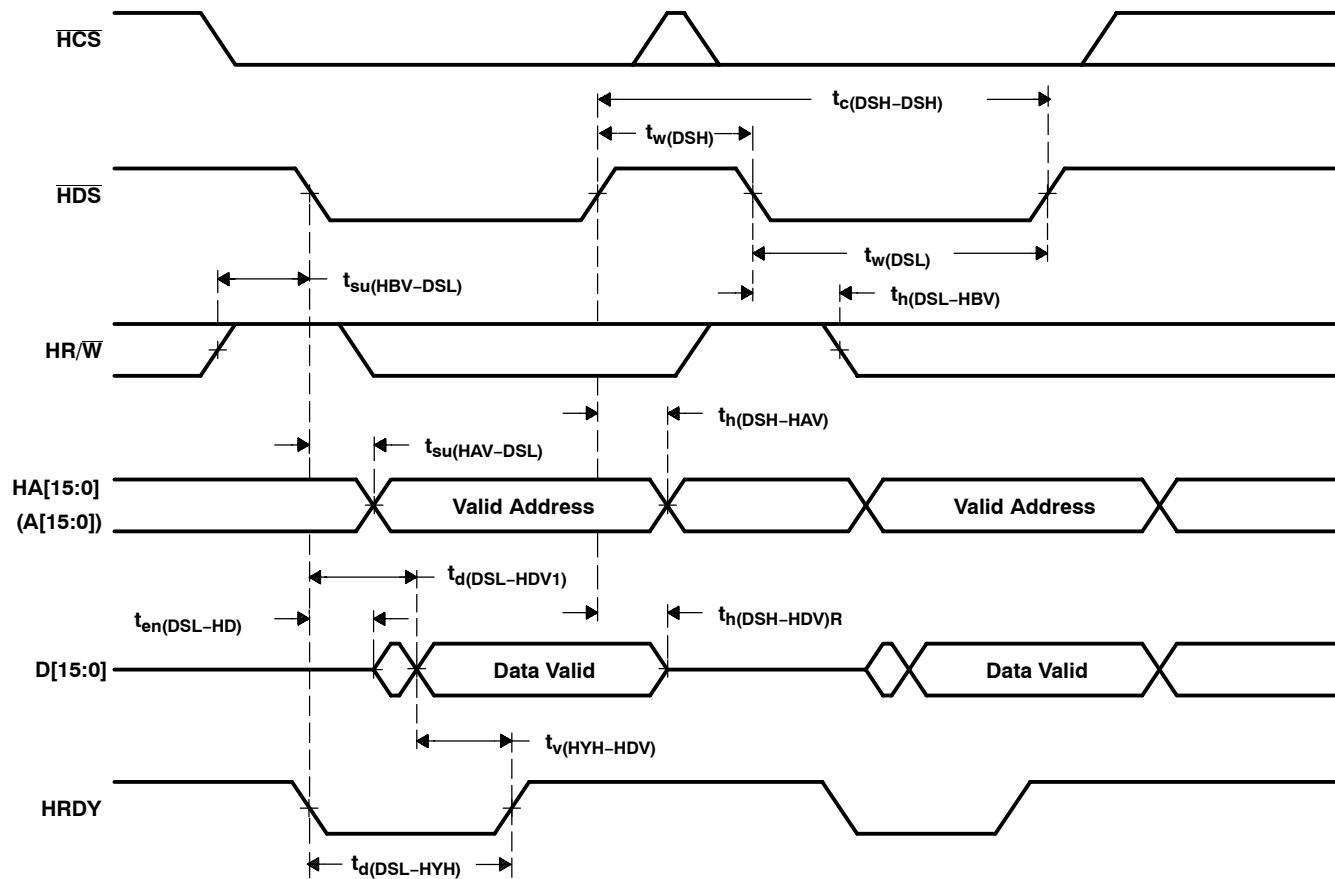 HCS
tc(DSH–DSH)
tw(DSH)
HDS
tw(DSL)
tsu(HBV–DSL)
th(DSL–HBV)
HR/W
th(DSH–HAV)
tsu(HAV–DSL)
HA[15:0]
(A[15:0])
Valid Address
Valid Address
td(DSL–HDV1)
ten(DSL–HD)
th(DSH–HDV)R
D[15:0]
Data Valid
Data Valid
tv(HYH–HDV)
HRDY
td(DSL–HYH)